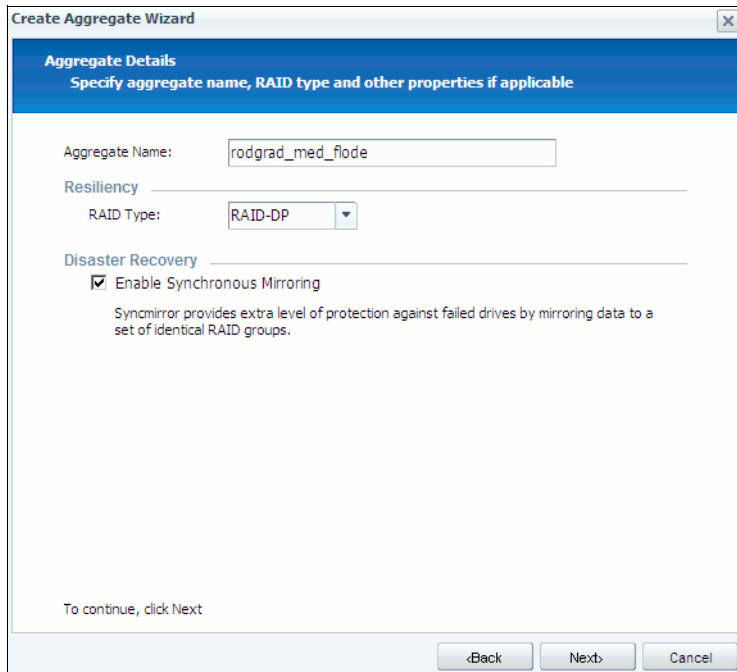 Create Aggregate Wizard
Aggregate Details
Specify aggregate name, RAID type and other properties if applicable
Aggregate Name: rodgrad_med_flode
Resiliency
RAID Type: RAID-DP
Disaster Recovery
Enable Synchronous Mirroring
Syncmirror provides extra level of protection against failed drives by mirroring data to a
set of identical RAID groups.
To continue, click Next
‹Back Next› Cancel